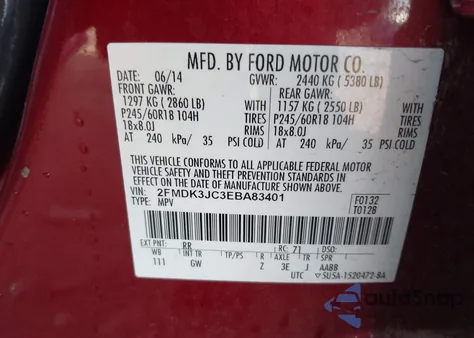 MFD. BY FORD MOTOR CO.
DATE: 06/14 GVWR: 2440 KG ( 5380 LB)
FRONT GAWR: REAR GAWR:
1297 KG ( 2860 LB) WITH 1157 KG ( 2550 LB) WITH
P245/60R18 104H TIRES P245/60R18 104H TIRES
18x8.0J RIMS 18x8.0J RIMS
AT 240 kPa/ 35 PSI COLD AT 240 kPa/ 35 PSI COLD
THIS VEHICLE CONFORMS TO ALL APPLICABLE FEDERAL MOTOR
VEHICLE SAFETY AND THEFT PREVENTION STANDARDS IN EFFECT ON
THE DATE OF MANUFACTURE SHOWN ABOVE.
VIN: 2FMDK3JC3EBA83401 F0132
TYPE: MPV T0128
EXT PNT: RR RC: 71 DSO:
WB INT TR TP/PS R AXLE TR SPR
111 GW Z 3E J AABB
UTC 5U5A-1520472-BA